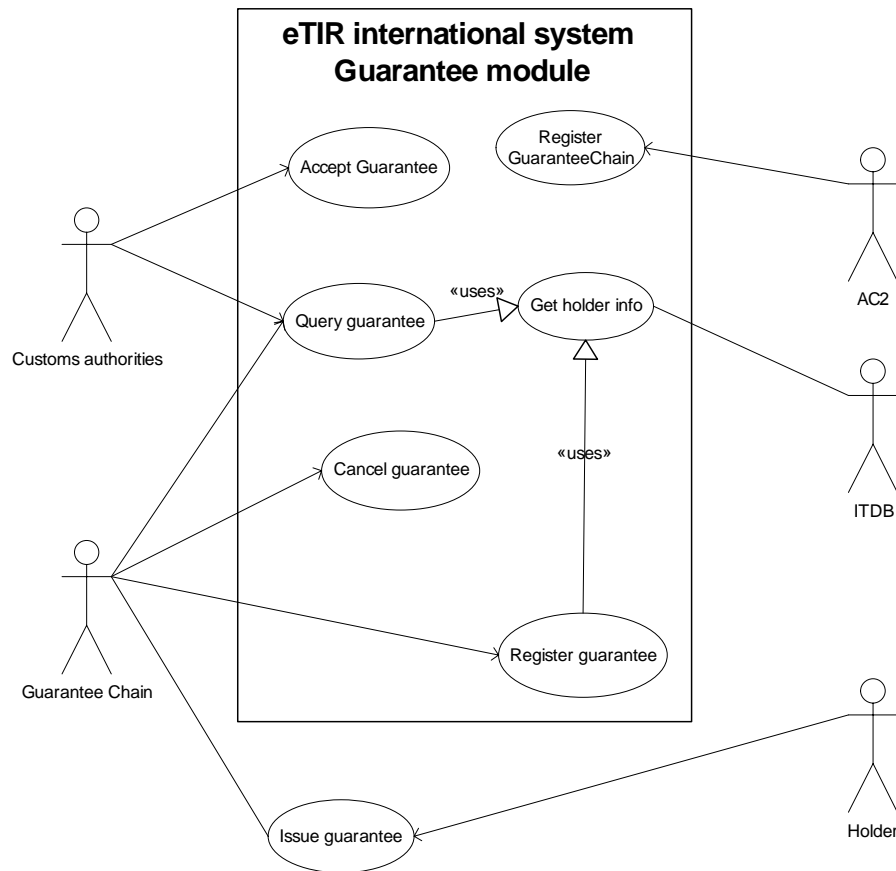 eTIR international system
Guarantee module
Accept Guarantee
Register
GuaranteeChain
AC2
Customs authorities
Query guarantee
«uses»
Get holder info
ITDB
Cancel guarantee
«uses»
Guarantee Chain
Register guarantee
Holder
Issue guarantee